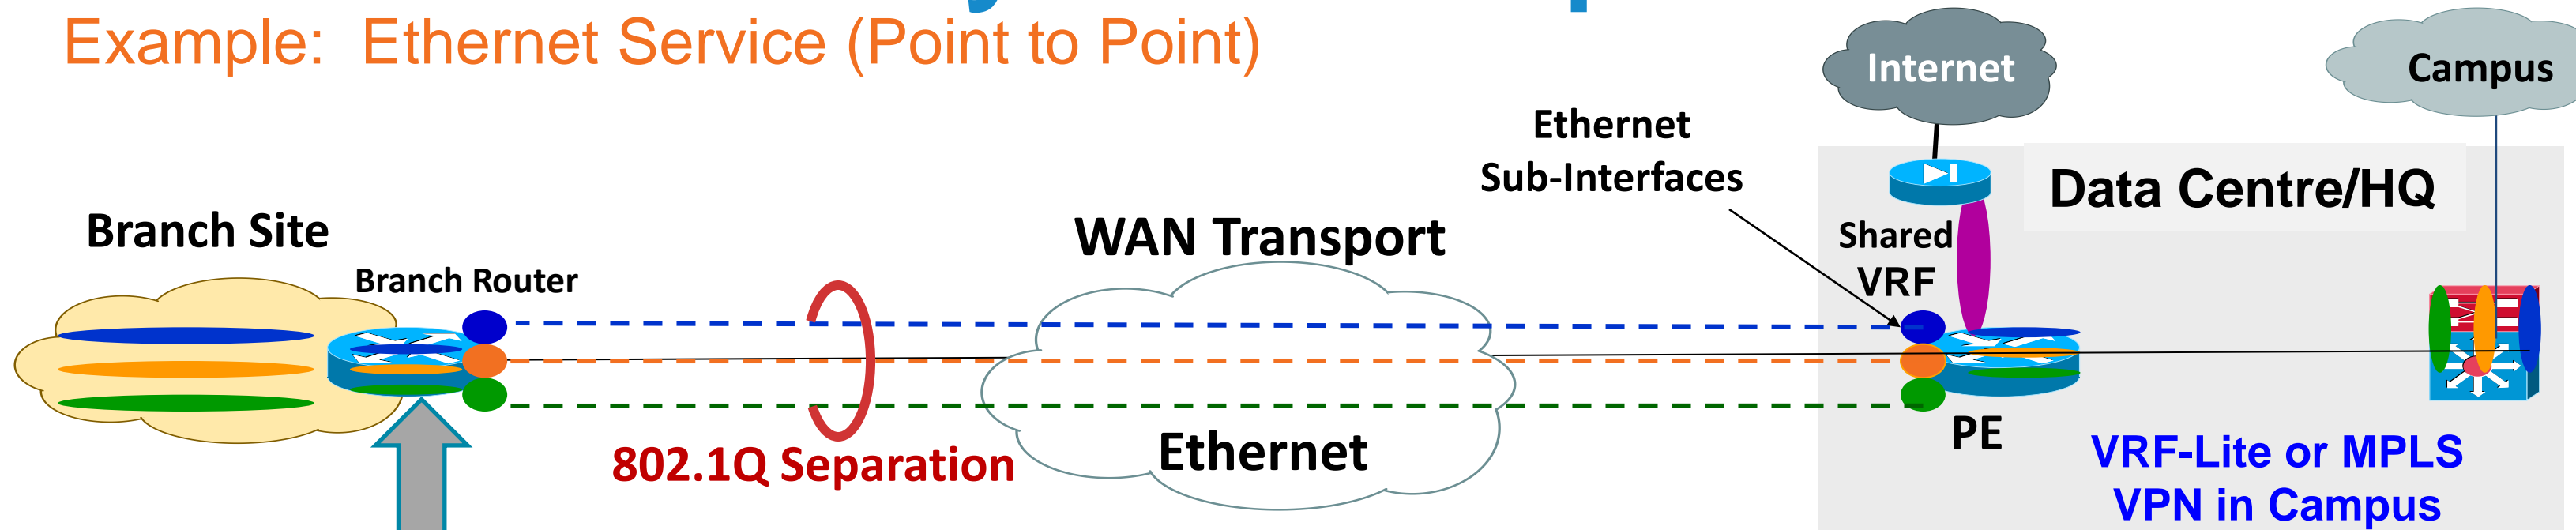 Example: Ethernet Service (Point to Point)
Internet
Campus
Ethernet
Sub-Interfaces
Data Centre/HQ
Branch Site
WAN Transport
Shared
VRF
Branch Router
802.1Q Separation
Ethernet
PE
VRF-Lite or MPLS
VPN in Campus